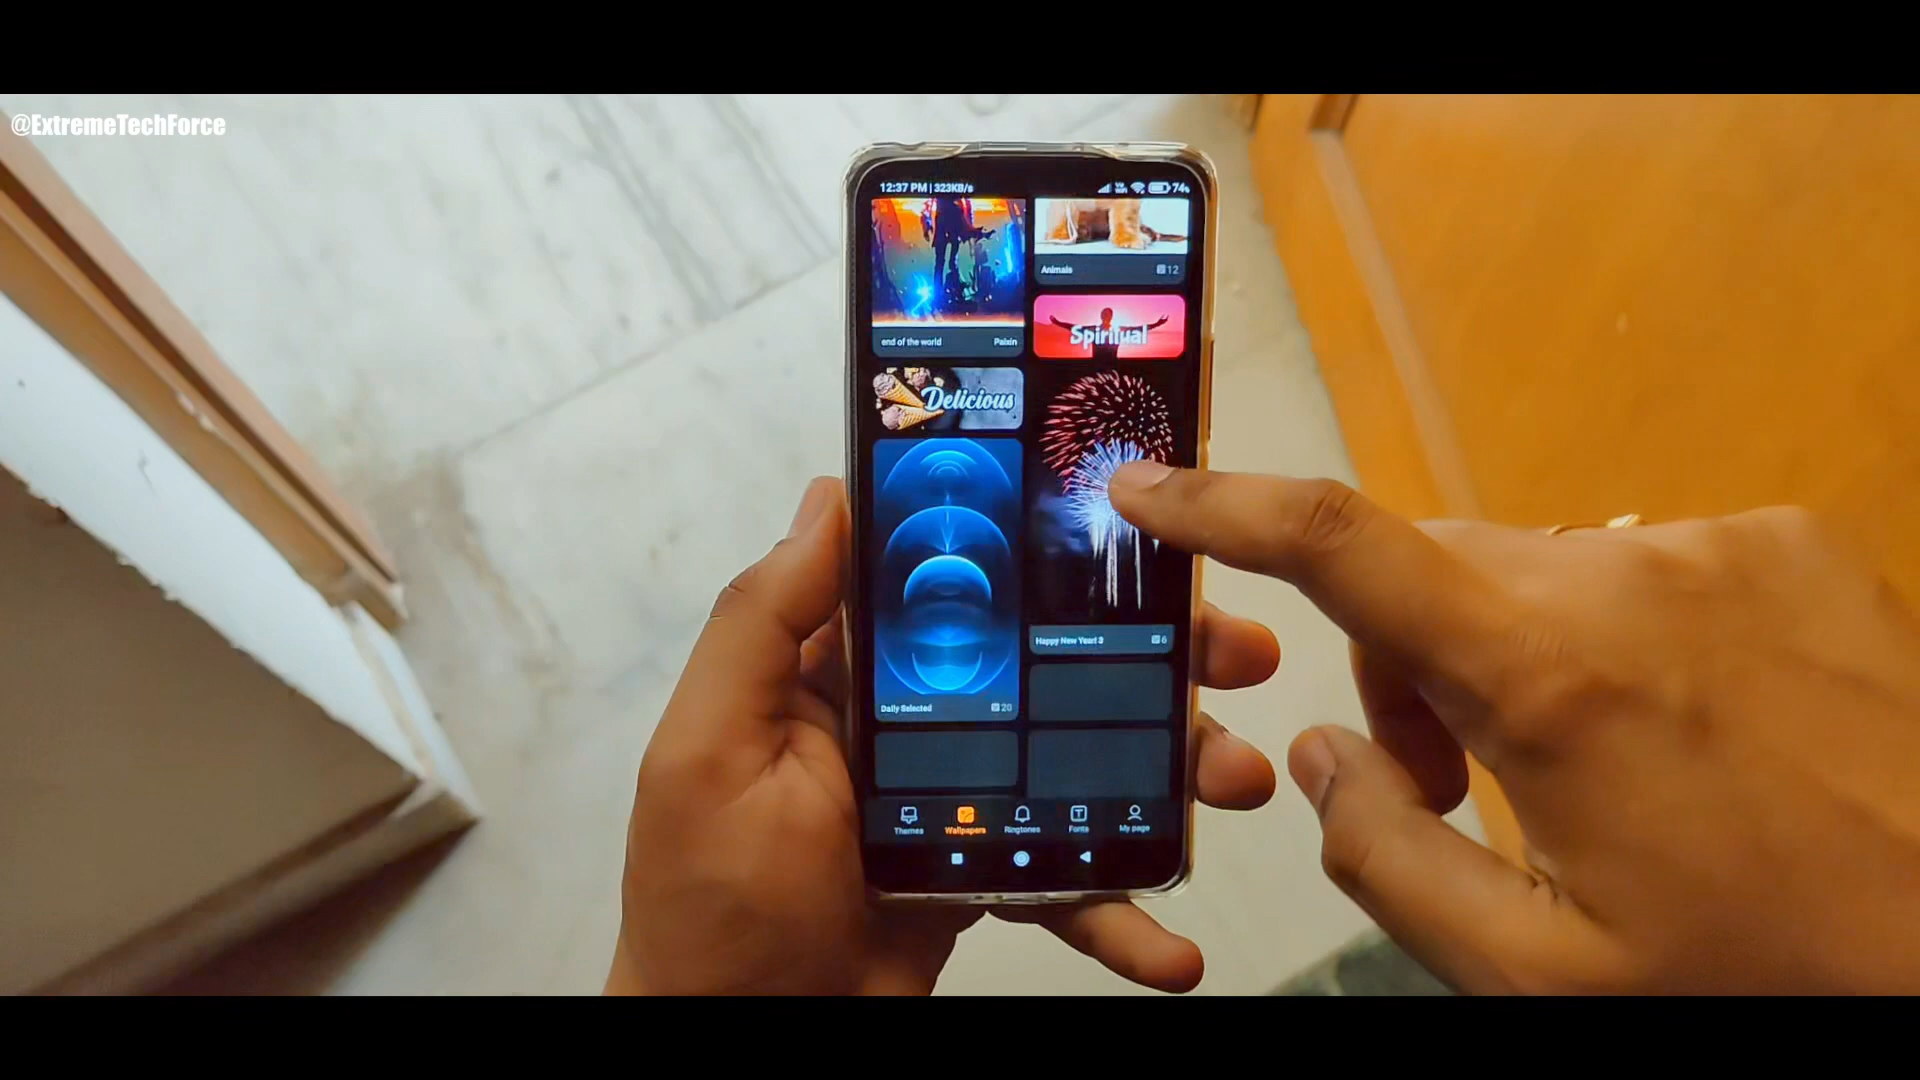 @ExtremeTechForce
12:37 PM | 323KB/s
74%
Animals
12
end of the world
Paixin
Spiritual
Delicious
Happy New Year! 3
6
Daily Selected
20
Themes
Wallpapers
Ringtones
Fonts
My page